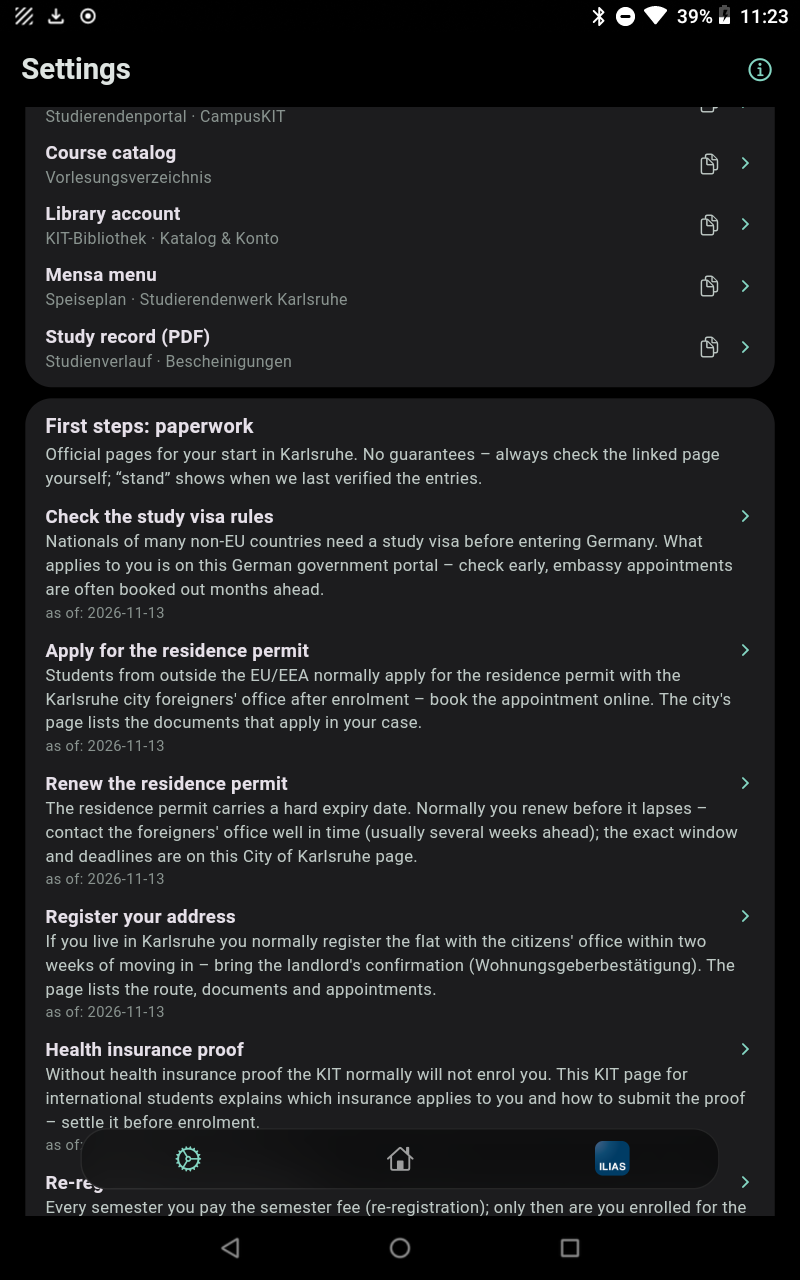 39% 11:23
Settings
Studierendenportal · CampusKIT
Course catalog
Vorlesungsverzeichnis
Library account
KIT-Bibliothek · Katalog & Konto
Mensa menu
Speiseplan · Studierendenwerk Karlsruhe
Study record (PDF)
Studienverlauf · Bescheinigungen
First steps: paperwork
Official pages for your start in Karlsruhe. No guarantees – always check the linked page
yourself; “stand” shows when we last verified the entries.
Check the study visa rules
Nationals of many non-EU countries need a study visa before entering Germany. What
applies to you is on this German government portal – check early, embassy appointments
are often booked out months ahead.
as of: 2026-11-13
Apply for the residence permit
Students from outside the EU/EEA normally apply for the residence permit with the
Karlsruhe city foreigners' office after enrolment – book the appointment online. The city's
page lists the documents that apply in your case.
as of: 2026-11-13
Renew the residence permit
The residence permit carries a hard expiry date. Normally you renew before it lapses –
contact the foreigners' office well in time (usually several weeks ahead); the exact window
and deadlines are on this City of Karlsruhe page.
as of: 2026-11-13
Register your address
If you live in Karlsruhe you normally register the flat with the citizens' office within two
weeks of moving in – bring the landlord's confirmation (Wohnungsgeberbestätigung). The
page lists the route, documents and appointments.
as of: 2026-11-13
Health insurance proof
Without health insurance proof the KIT normally will not enrol you. This KIT page for
international students explains which insurance applies to you and how to submit the proof
– settle it before enrolment.
as of:
ILIAS
Re-reg
Every semester you pay the semester fee (re-registration); only then are you enrolled for the